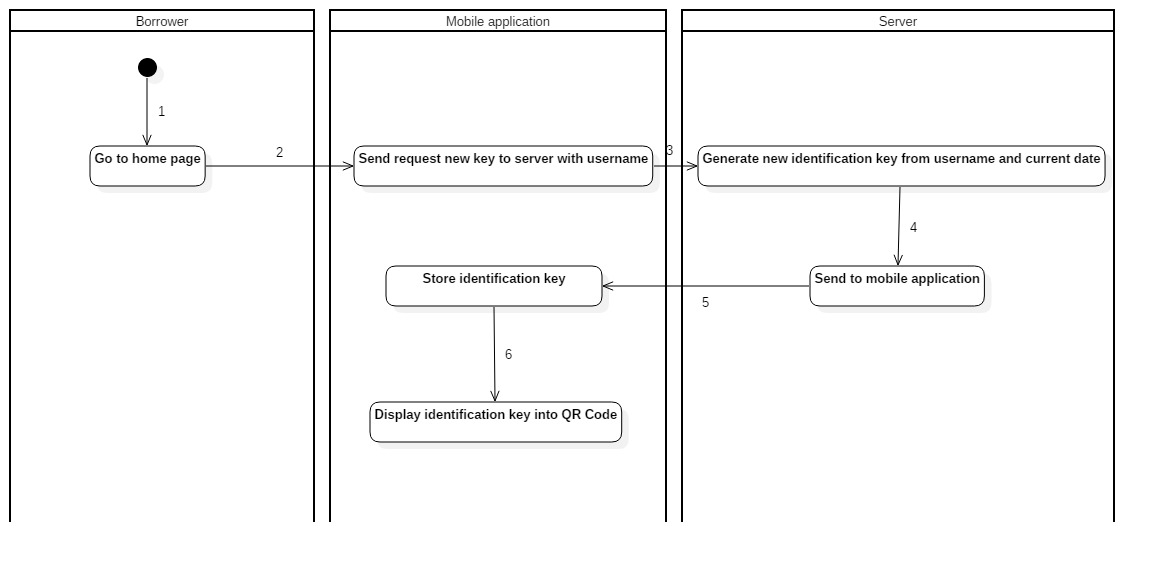 Borrower
Mobile application
Server
1
Go to home page
2
Send request new key to server with username
3
Generate new identification key from username and current date
4
Send to mobile application
5
Store identification key
6
Display identification key into QR Code